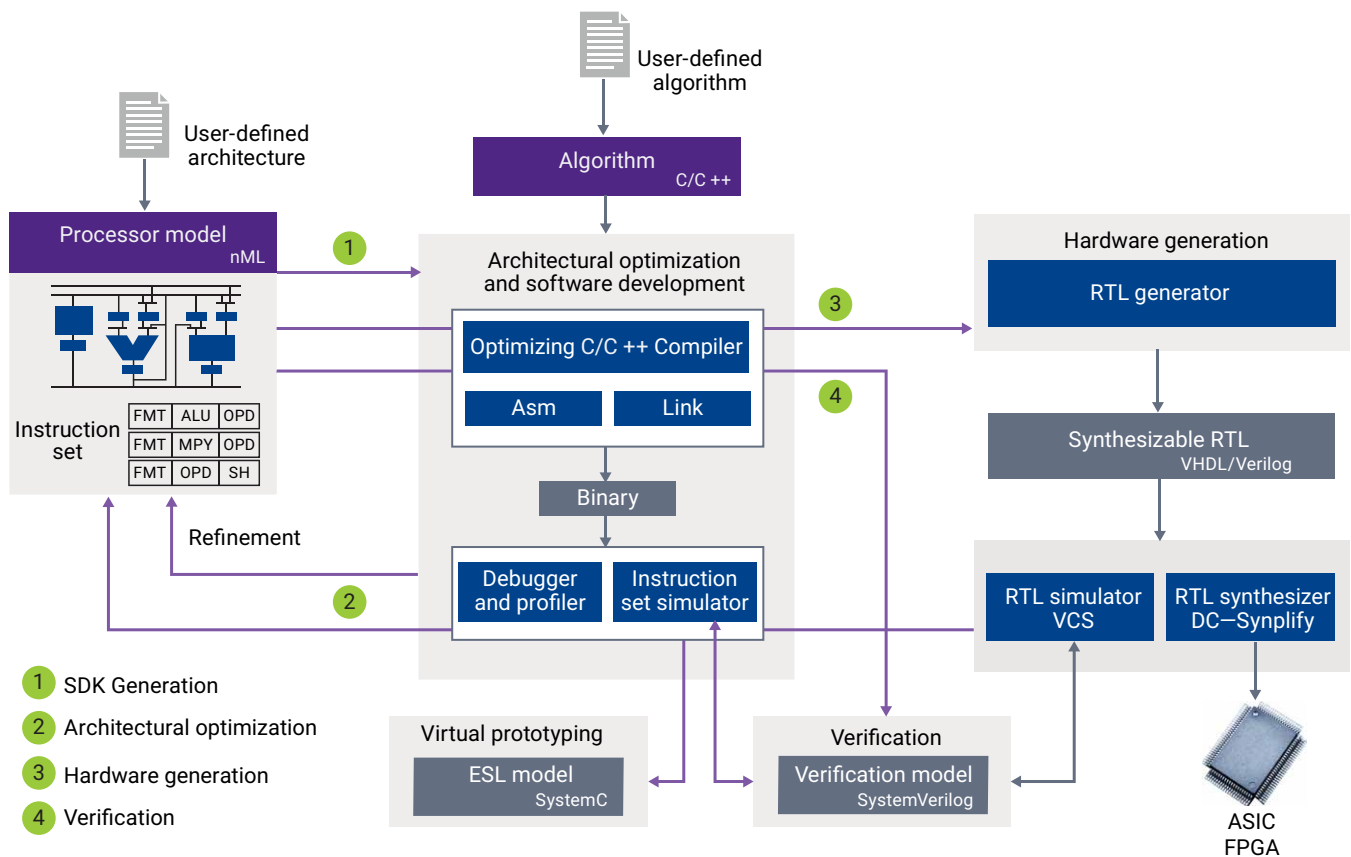 User-defined
algorithm
User-defined
architecture
Algorithm
C/C ++
Processor model
nML
1
Architectural optimization
and software development
Hardware generation
RTL generator
3
Optimizing C/C ++ Compiler
4
Asm
Link
Instruction
set
FMT ALU OPD
FMT MPY OPD
FMT OPD SH
Synthesizable RTL
VHDL/Verilog
Binary
Refinement
Debugger
and profiler
Instruction
set simulator
2
RTL simulator
VCS
RTL synthesizer
DC—Synplify
1 SDK Generation
2 Architectural optimization
3 Hardware generation
4 Verification
Virtual prototyping
ESL model
SystemC
Verification
Verification model
SystemVerilog
ASIC
FPGA